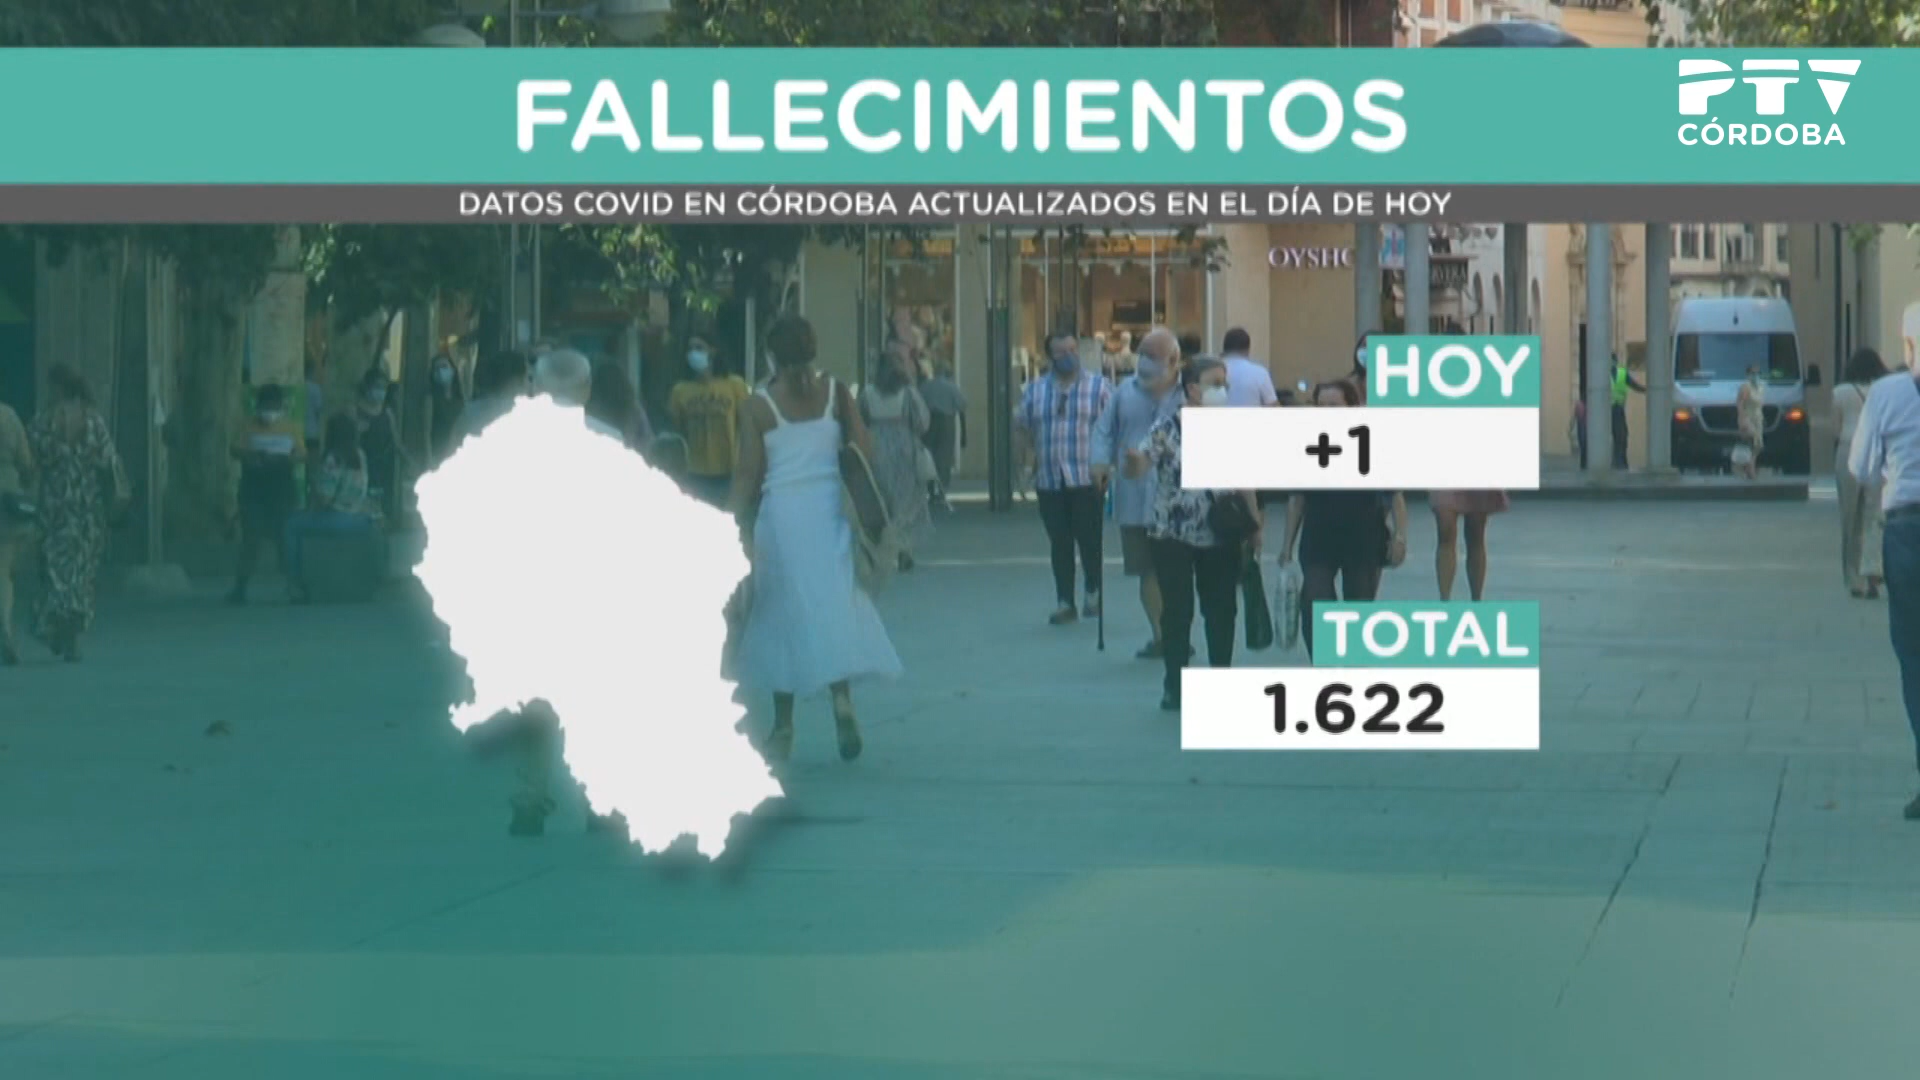 FALLECIMIENTOS
PTV
CÓRDOBA
DATOS COVID EN CÓRDOBA ACTUALIZADOS EN EL DÍA DE HOY
OYSHO
HOY
+1
TOTAL
1.622